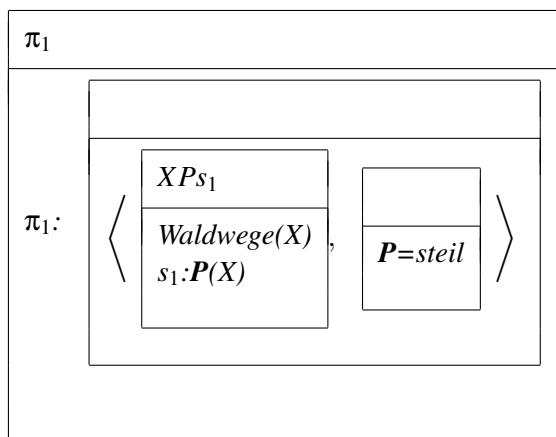 π₁
π₁:
⟨
XPs₁
Waldwege(X)
s₁:P(X)
,
P=steil
⟩